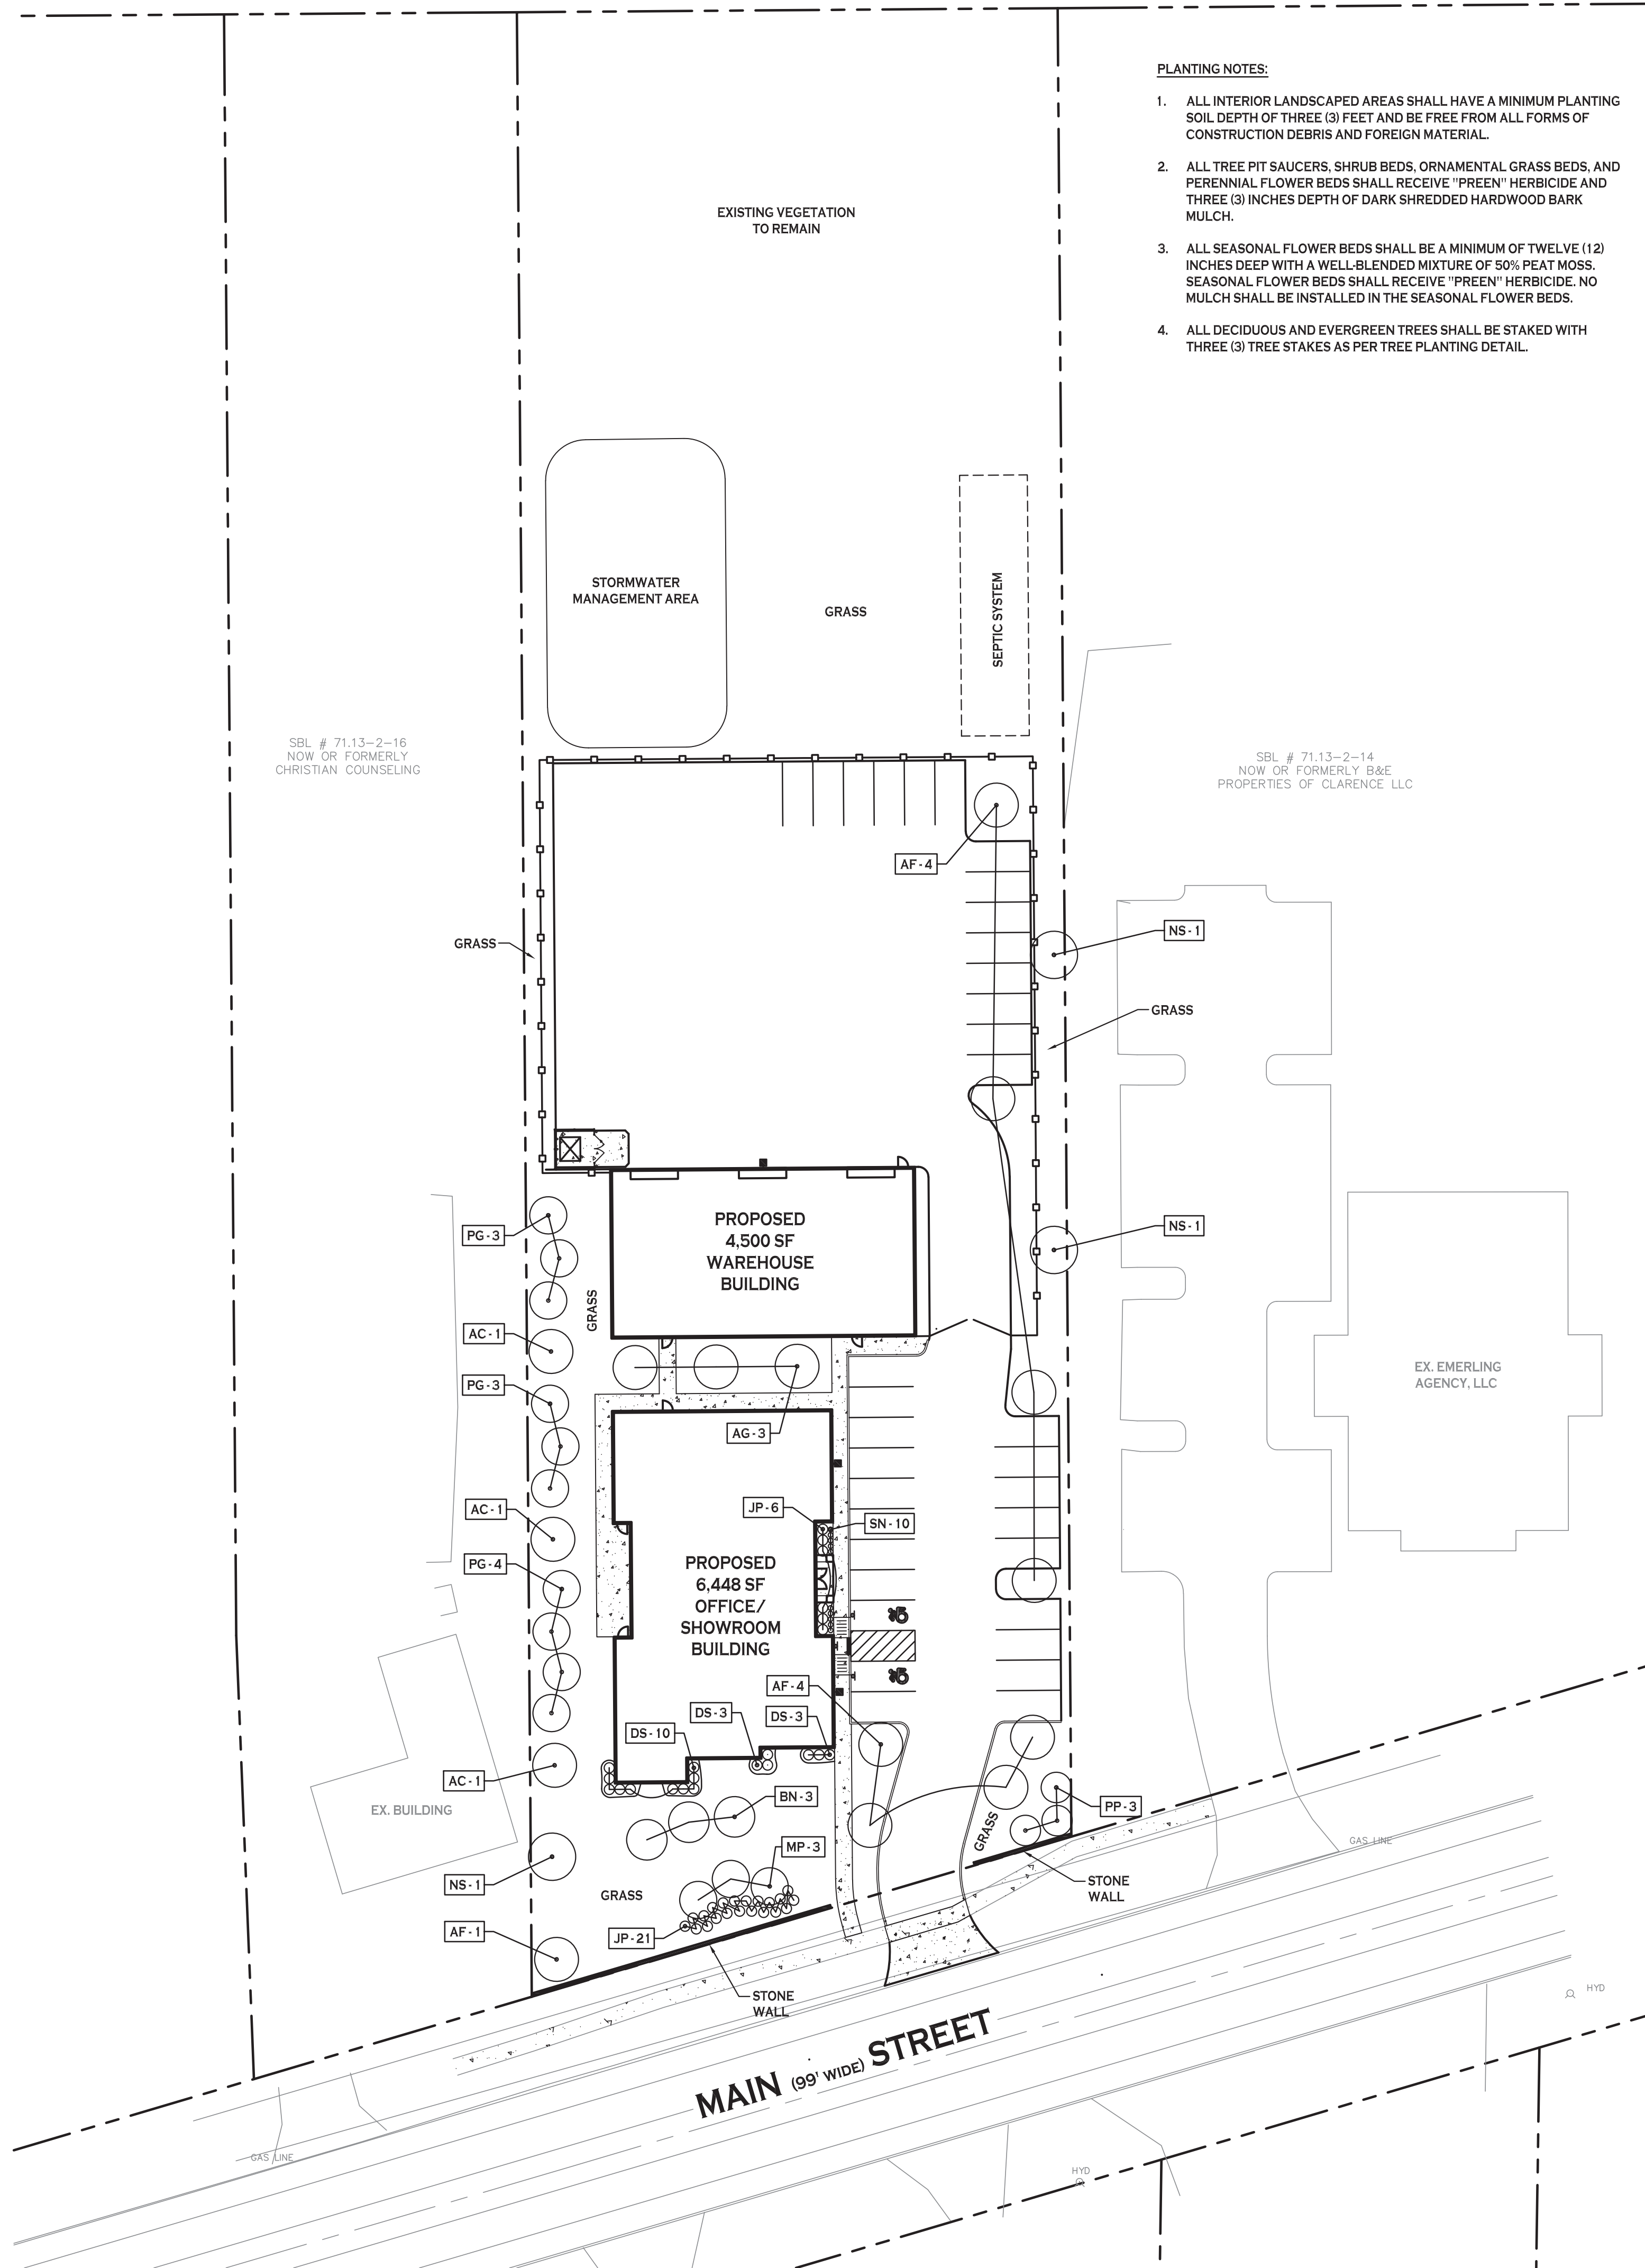 PLANTING NOTES:
1. ALL INTERIOR LANDSCAPED AREAS SHALL HAVE A MINIMUM PLANTING
SOIL DEPTH OF THREE (3) FEET AND BE FREE FROM ALL FORMS OF
CONSTRUCTION DEBRIS AND FOREIGN MATERIAL.
2. ALL TREE PIT SAUCERS, SHRUB BEDS, ORNAMENTAL GRASS BEDS, AND
PERENNIAL FLOWER BEDS SHALL RECEIVE "PREEN" HERBICIDE AND
THREE (3) INCHES DEPTH OF DARK SHREDDED HARDWOOD BARK
MULCH.
3. ALL SEASONAL FLOWER BEDS SHALL BE A MINIMUM OF TWELVE (12)
INCHES DEEP WITH A WELL-BLENDED MIXTURE OF 50% PEAT MOSS.
SEASONAL FLOWER BEDS SHALL RECEIVE "PREEN" HERBICIDE. NO
MULCH SHALL BE INSTALLED IN THE SEASONAL FLOWER BEDS.
4. ALL DECIDUOUS AND EVERGREEN TREES SHALL BE STAKED WITH
THREE (3) TREE STAKES AS PER TREE PLANTING DETAIL.
EXISTING VEGETATION
TO REMAIN
STORMWATER
MANAGEMENT AREA
GRASS
SEPTIC SYSTEM
SBL # 71.13-2-16
NOW OR FORMERLY
CHRISTIAN COUNSELING
SBL # 71.13-2-14
NOW OR FORMERLY B&E
PROPERTIES OF CLARENCE LLC
AF-4
NS-1
GRASS
GRASS
PROPOSED
4,500 SF
WAREHOUSE
BUILDING
NS-1
PG-3
GRASS
AC-1
PG-3
EX. EMERLING
AGENCY, LLC
AG-3
AC-1
JP-6
SN-10
PG-4
PROPOSED
6,448 SF
OFFICE/
SHOWROOM
BUILDING
AF-4
DS-3
DS-3
DS-10
AC-1
BN-3
PP-3
EX. BUILDING
GRASS
GAS LINE
MP-3
NS-1
GRASS
STONE
WALL
AF-1
JP-21
STONE
WALL
HYD
MAIN (99' WIDE) STREET
GAS LINE
HYD